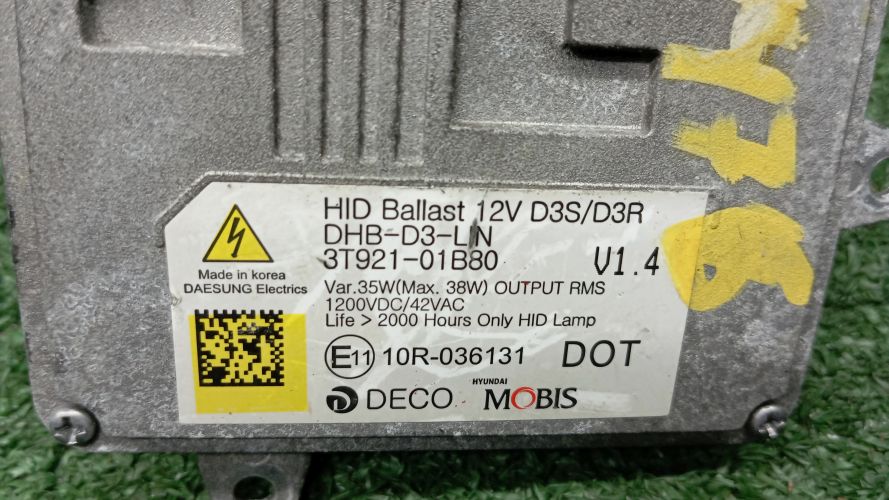 HID Ballast 12V D3S/D3R
DHB-D3-LIN
3T921-01B80 V1.4
Made in korea
DAESUNG Electrics
Var.35W(Max. 38W) OUTPUT RMS
1200VDC/42VAC
Life > 2000 Hours Only HID Lamp
E11 10R-036131 DOT
DECO HYUNDAI MOBIS